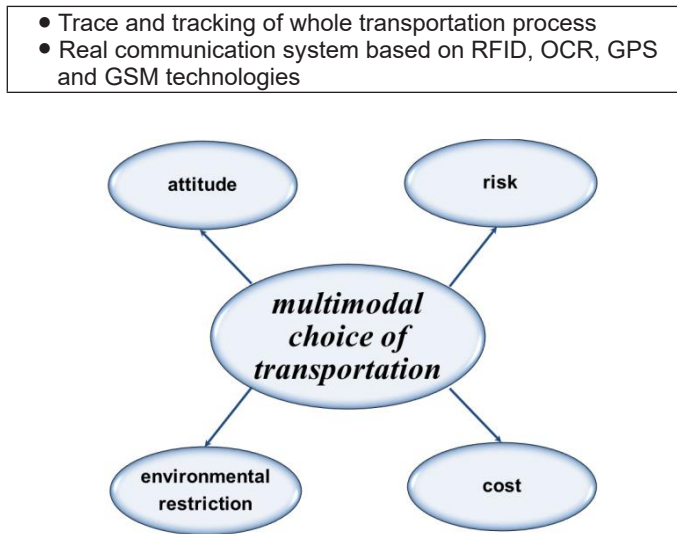 ● Trace and tracking of whole transportation process
● Real communication system based on RFID, OCR, GPS
and GSM technologies
attitude
risk
multimodal
choice of
transportation
environmental
restriction
cost